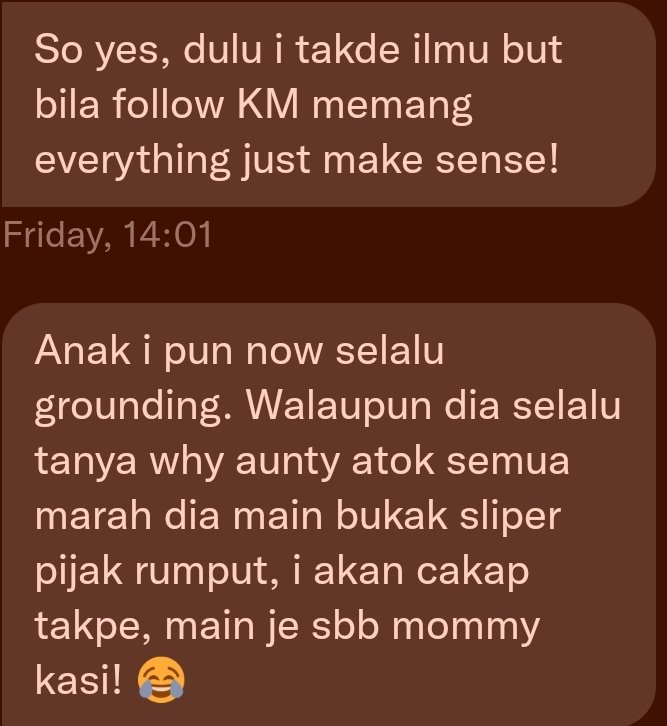 So yes, dulu i takde ilmu but
bila follow KM memang
everything just make sense!
Friday, 14:01
Anak i pun now selalu
grounding. Walaupun dia selalu
tanya why aunty atok semua
marah dia main bukak sliper
pijak rumput, i akan cakap
takpe, main je sbb mommy
kasi! 😂